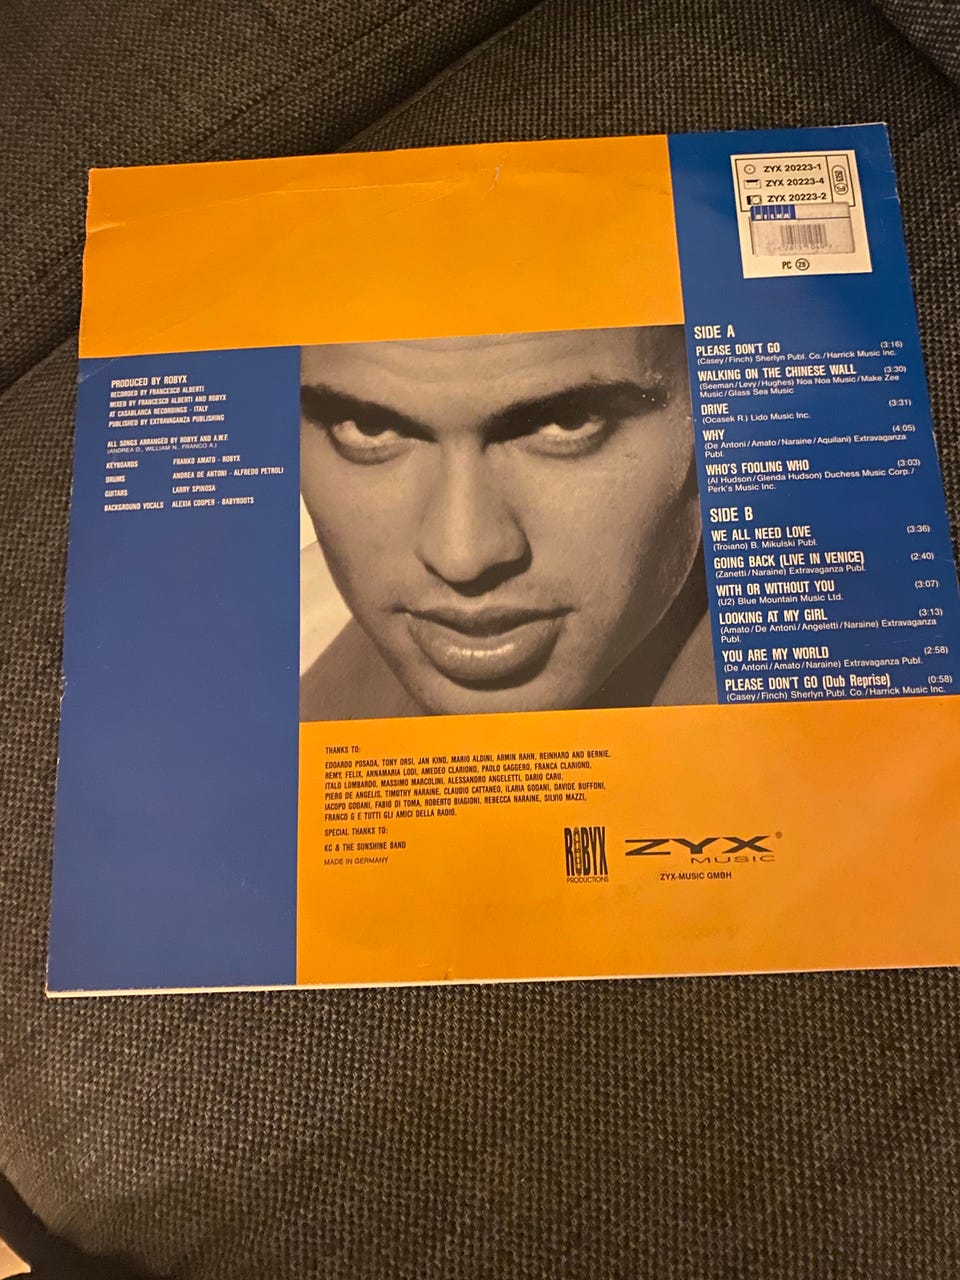 ZYX 20223-1
ZYX 20223-4
ZYX 20223-2
BILKA
PC 28
PRODUCED BY ROBYX
RECORDED BY FRANCESCO ALBERTI
MIXED BY FRANCESCO ALBERTI AND ROBYX
AT CASABLANCA RECORDINGS - ITALY
PUBLISHED BY EXTRAVAGANZA PUBLISHING
ALL SONGS ARRANGED BY ROBYX AND A.W.F.
(ANDREA D., WILLIAM N., FRANCO A.)
KEYBOARDS FRANKO AMATO - ROBYX
DRUMS ANDREA DE ANTONI - ALFREDO PETROLI
GUITARS LARRY SPINOSA
BACKGROUND VOCALS ALEXIA COOPER - BABYROOTS
SIDE A
PLEASE DON'T GO (3:16)
(Casey/Finch) Sherlyn Publ. Co./Harrick Music Inc.
WALKING ON THE CHINESE WALL (3:30)
(Seeman/Levy/Hughes) Noa Noa Music/Make Zee
Music/Glass Sea Music
DRIVE (3:31)
(Ocasek R.) Lido Music Inc.
WHY (4:05)
(De Antoni/Amato/Naraine/Aquilani) Extravaganza
Publ.
WHO'S FOOLING WHO (3:03)
(Al Hudson/Glenda Hudson) Duchess Music Corp./
Perk's Music Inc.
SIDE B
WE ALL NEED LOVE (3:36)
(Troiano) B. Mikulski Publ.
GOING BACK (LIVE IN VENICE) (2:40)
(Zanetti/Naraine) Extravaganza Publ.
WITH OR WITHOUT YOU (3:07)
(U2) Blue Mountain Music Ltd.
LOOKING AT MY GIRL (3:13)
(Amato/De Antoni/Angeletti/Naraine) Extravaganza
Publ.
YOU ARE MY WORLD (2:58)
(De Antoni/Amato/Naraine) Extravaganza Publ.
PLEASE DON'T GO (Dub Reprise) (0:58)
(Casey/Finch) Sherlyn Publ. Co./Harrick Music Inc.
THANKS TO:
EDOARDO POSADA, TONY ORSI, JAN KINO, MARIO ALDINI, ARMIN RAHN, REINHARD AND BERNIE,
REMY, FELIX, ANNAMARIA LODI, AMEDEO CLARIOND, PAOLO GAGGERO, FRANCA CLARIOND,
ITALO LOMBARDO, MASSIMO MARCOLINI, ALESSANDRO ANGELETTI, DARIO CARU,
PIERO DE ANGELIS, TIMOTHY NARAINE, CLAUDIO CATTANEO, ILARIA GODANI, DAVIDE BUFFONI,
IACOPO GODANI, FABIO DI TOMA, ROBERTO BIAGIONI, REBECCA NARAINE, SILVIO MAZZI,
FRANCO G E TUTTI GLI AMICI DELLA RADIO.
SPECIAL THANKS TO:
KC & THE SUNSHINE BAND
MADE IN GERMANY
ROBYX
PRODUCTIONS
ZYX®
MUSIC
ZYX-MUSIC GMBH